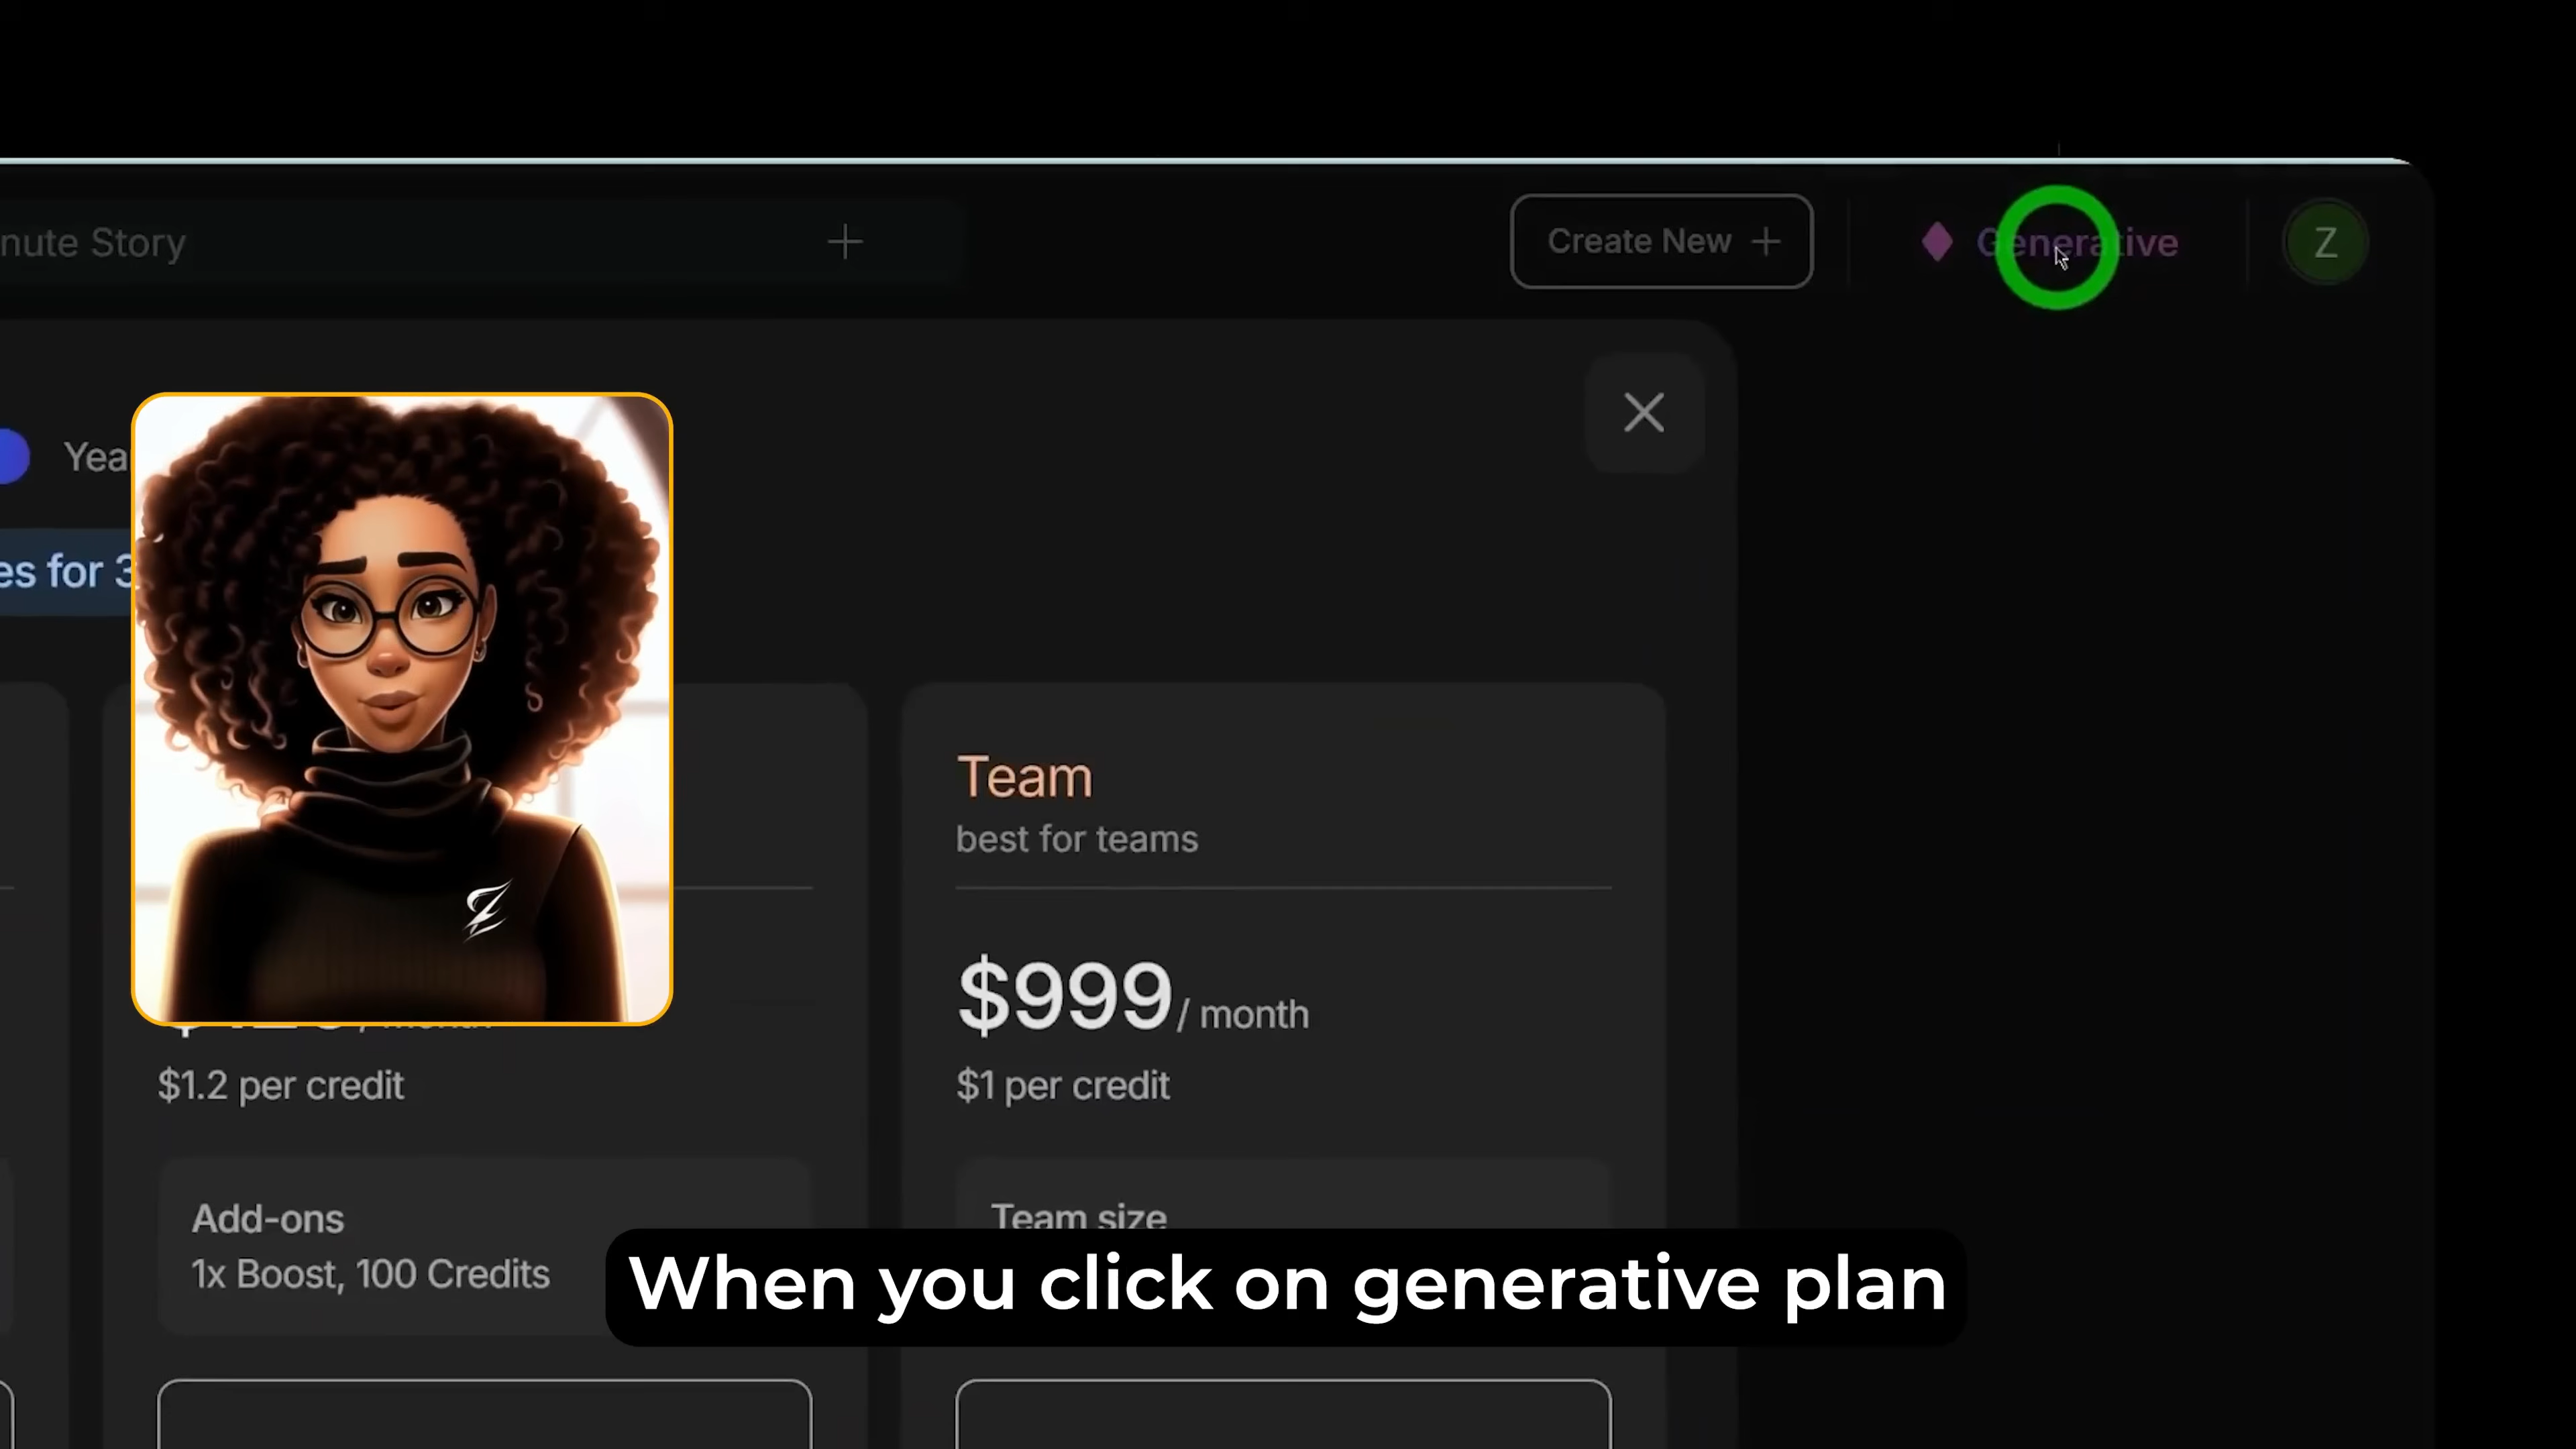 nute Story
Create New
Generative
Z
Yea
es for 3
Team
best for teams
$999 / month
$1.2 per credit
$1 per credit
Add-ons
1x Boost, 100 Credits
Team size
When you click on generative plan